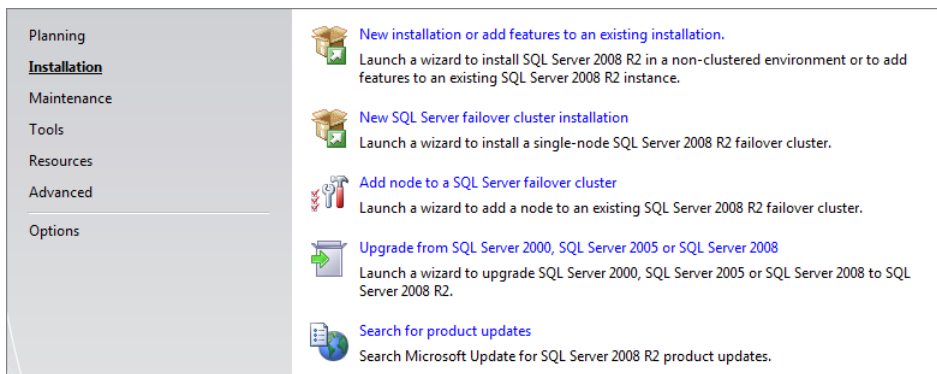 Planning
Installation
Maintenance
Tools
Resources
Advanced
Options
New installation or add features to an existing installation.
Launch a wizard to install SQL Server 2008 R2 in a non-clustered environment or to add
features to an existing SQL Server 2008 R2 instance.
New SQL Server failover cluster installation
Launch a wizard to install a single-node SQL Server 2008 R2 failover cluster.
Add node to a SQL Server failover cluster
Launch a wizard to add a node to an existing SQL Server 2008 R2 failover cluster.
Upgrade from SQL Server 2000, SQL Server 2005 or SQL Server 2008
Launch a wizard to upgrade SQL Server 2000, SQL Server 2005 or SQL Server 2008 to SQL
Server 2008 R2.
Search for product updates
Search Microsoft Update for SQL Server 2008 R2 product updates.